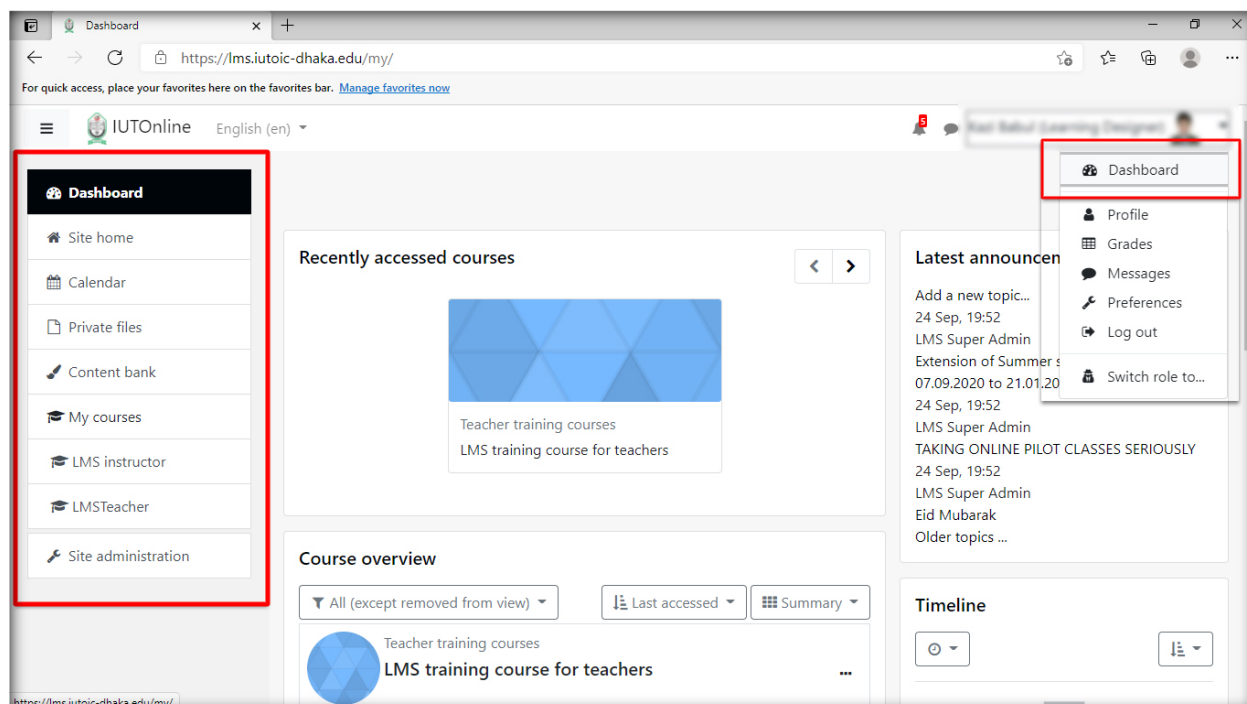 Dashboard
https://lms.iutoic-dhaka.edu/my/
For quick access, place your favorites here on the favorites bar. Manage favorites now
IUTOnline English (en)
5
Dashboard
Site home
Calendar
Private files
Content bank
My courses
LMS instructor
LMSTeacher
Site administration
Recently accessed courses
Teacher training courses
LMS training course for teachers
Course overview
All (except removed from view) Last accessed Summary
Teacher training courses
LMS training course for teachers
Dashboard
Profile
Grades
Messages
Preferences
Log out
Switch role to...
Latest announcen
Add a new topic...
24 Sep, 19:52
LMS Super Admin
Extension of Summer s
07.09.2020 to 21.01.20
24 Sep, 19:52
LMS Super Admin
TAKING ONLINE PILOT CLASSES SERIOUSLY
24 Sep, 19:52
LMS Super Admin
Eid Mubarak
Older topics ...
Timeline
https://lms.iutoic-dhaka.edu/my/